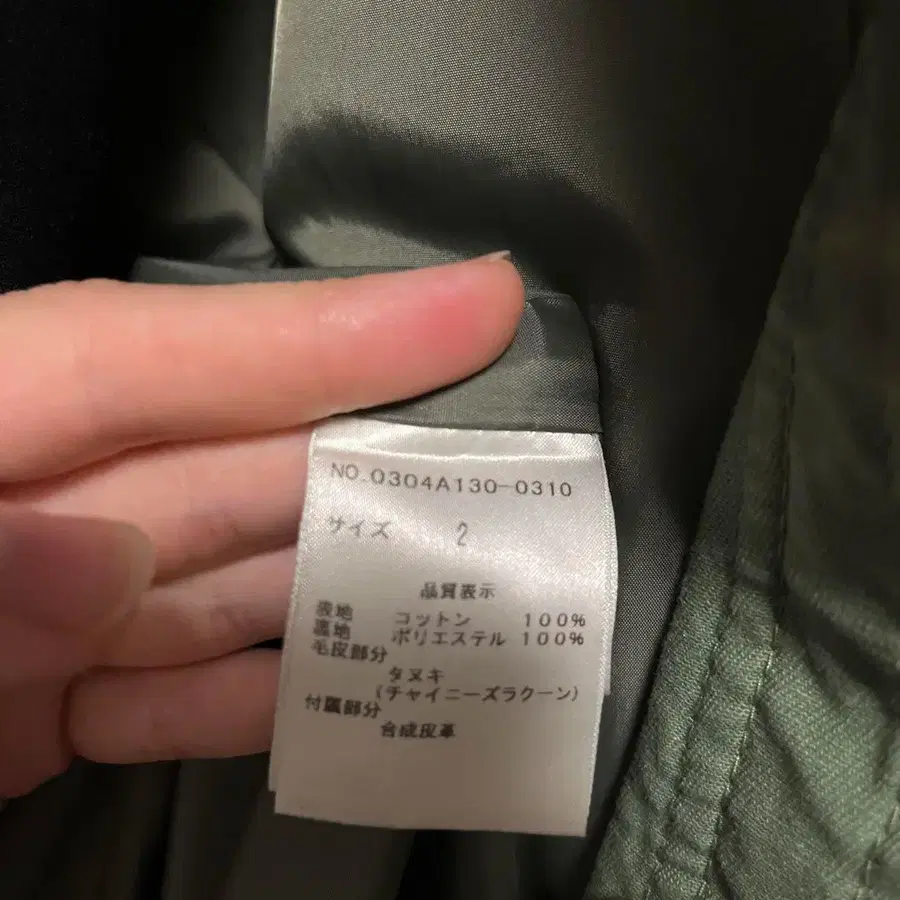 NO.0304A130-0310
サイズ 2
品質表示
表地 コットン 100%
裏地 ポリエステル 100%
毛皮部分
タヌキ
(チャイニーズラクーン)
付属部分
合成皮革